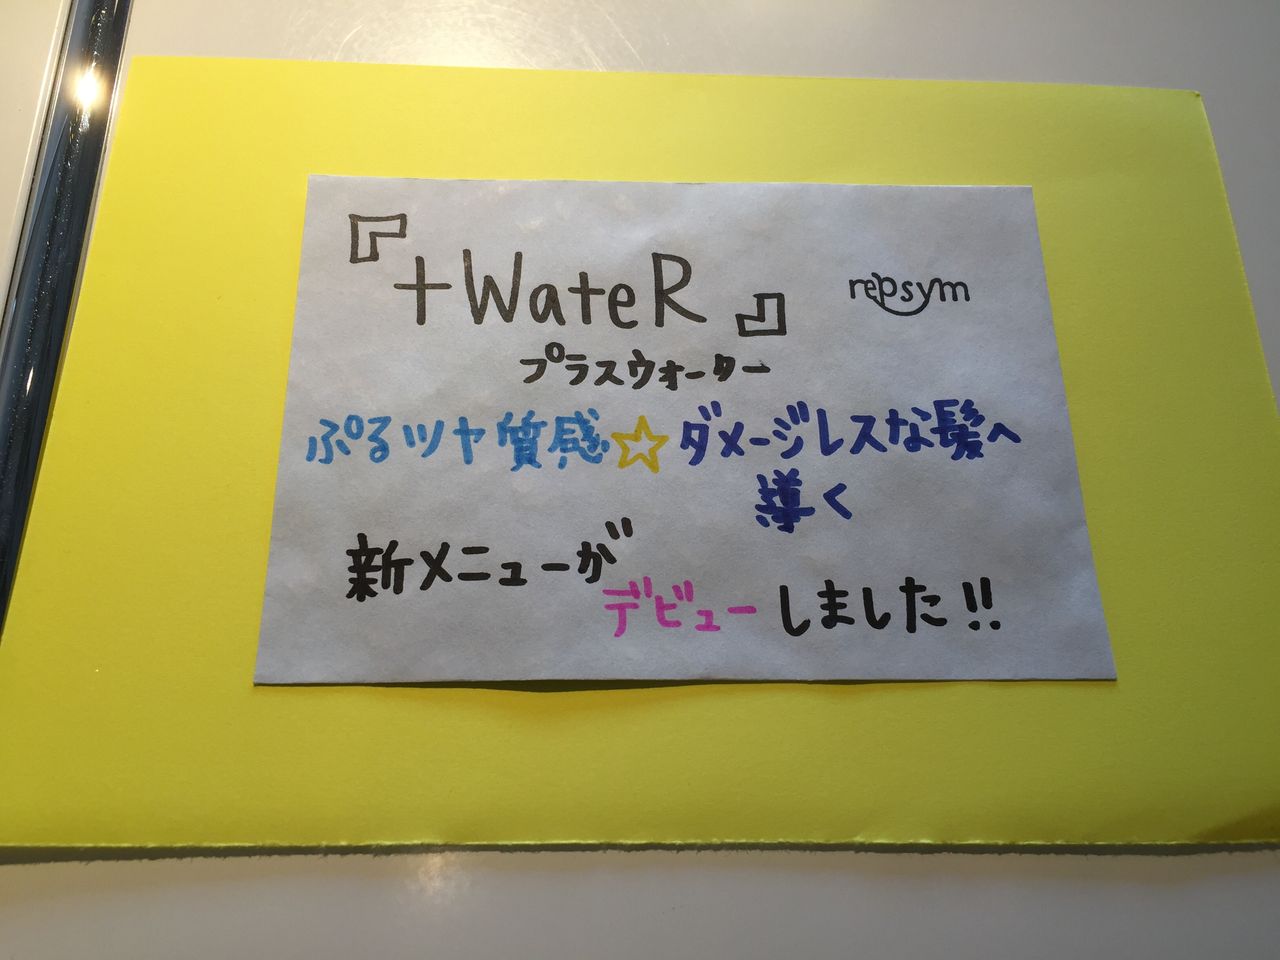 『+WateR』
repsym
プラスウォーター
ぷるツヤ質感☆ダメージレスな髪へ
導く
新メニューが
デビューしました!!